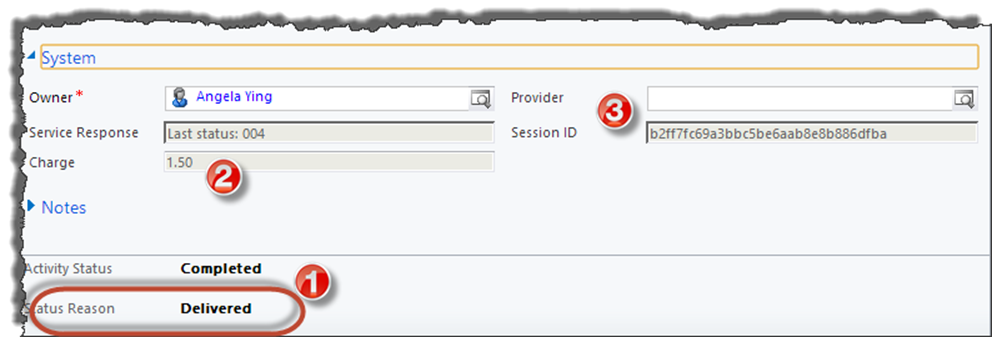 System
Owner* Angela Ying Provider
3
Service Response Last status: 004 Session ID b2ff7fc69a3bbc5be6aab8e8b886dfba
Charge 1.50
2
Notes
Activity Status Completed
1
Status Reason Delivered